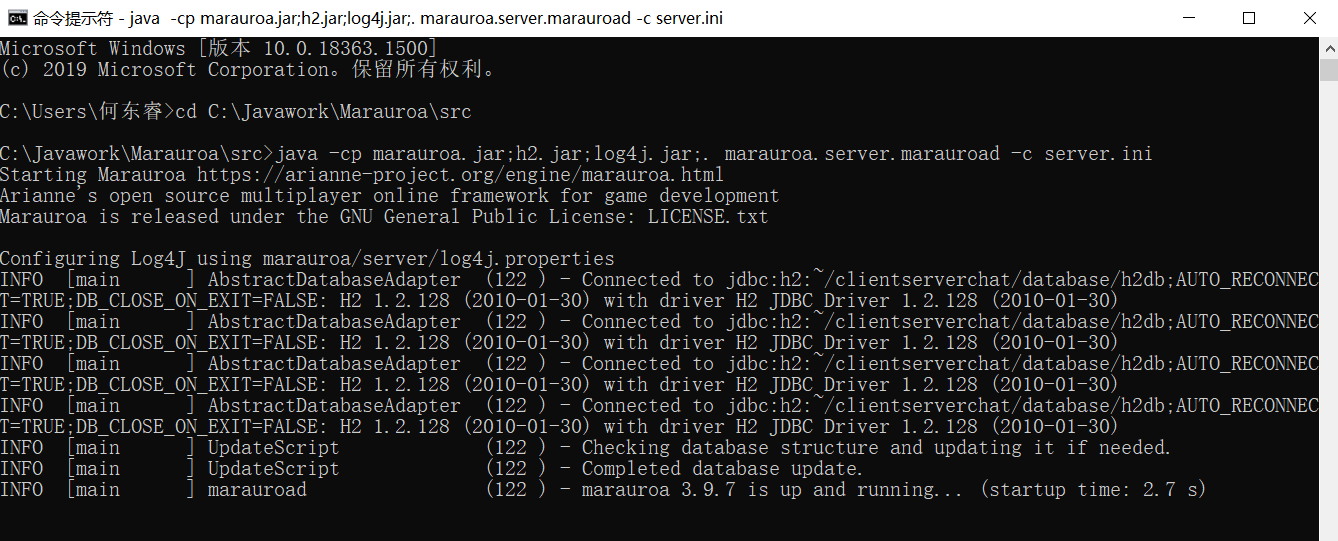 命令提示符 - java  -cp marauroa.jar;h2.jar;log4j.jar;. marauroa.server.marauroad -c server.ini
Microsoft Windows [版本 10.0.18363.1500]
(c) 2019 Microsoft Corporation。保留所有权利。
C:\Users\何东睿>cd C:\Javawork\Marauroa\src
C:\Javawork\Marauroa\src>java -cp marauroa.jar;h2.jar;log4j.jar;. marauroa.server.marauroad -c server.ini
Starting Marauroa https://arianne-project.org/engine/marauroa.html
Arianne's open source multiplayer online framework for game development
Marauroa is released under the GNU General Public License: LICENSE.txt
Configuring Log4J using marauroa/server/log4j.properties
INFO  [main      ] AbstractDatabaseAdapter  (122 ) - Connected to jdbc:h2:~/clientserverchat/database/h2db;AUTO_RECONNEC
T=TRUE;DB_CLOSE_ON_EXIT=FALSE: H2 1.2.128 (2010-01-30) with driver H2 JDBC Driver 1.2.128 (2010-01-30)
INFO  [main      ] AbstractDatabaseAdapter  (122 ) - Connected to jdbc:h2:~/clientserverchat/database/h2db;AUTO_RECONNEC
T=TRUE;DB_CLOSE_ON_EXIT=FALSE: H2 1.2.128 (2010-01-30) with driver H2 JDBC Driver 1.2.128 (2010-01-30)
INFO  [main      ] AbstractDatabaseAdapter  (122 ) - Connected to jdbc:h2:~/clientserverchat/database/h2db;AUTO_RECONNEC
T=TRUE;DB_CLOSE_ON_EXIT=FALSE: H2 1.2.128 (2010-01-30) with driver H2 JDBC Driver 1.2.128 (2010-01-30)
INFO  [main      ] AbstractDatabaseAdapter  (122 ) - Connected to jdbc:h2:~/clientserverchat/database/h2db;AUTO_RECONNEC
T=TRUE;DB_CLOSE_ON_EXIT=FALSE: H2 1.2.128 (2010-01-30) with driver H2 JDBC Driver 1.2.128 (2010-01-30)
INFO  [main      ] UpdateScript             (122 ) - Checking database structure and updating it if needed.
INFO  [main      ] UpdateScript             (122 ) - Completed database update.
INFO  [main      ] marauroad                (122 ) - marauroa 3.9.7 is up and running... (startup time: 2.7 s)